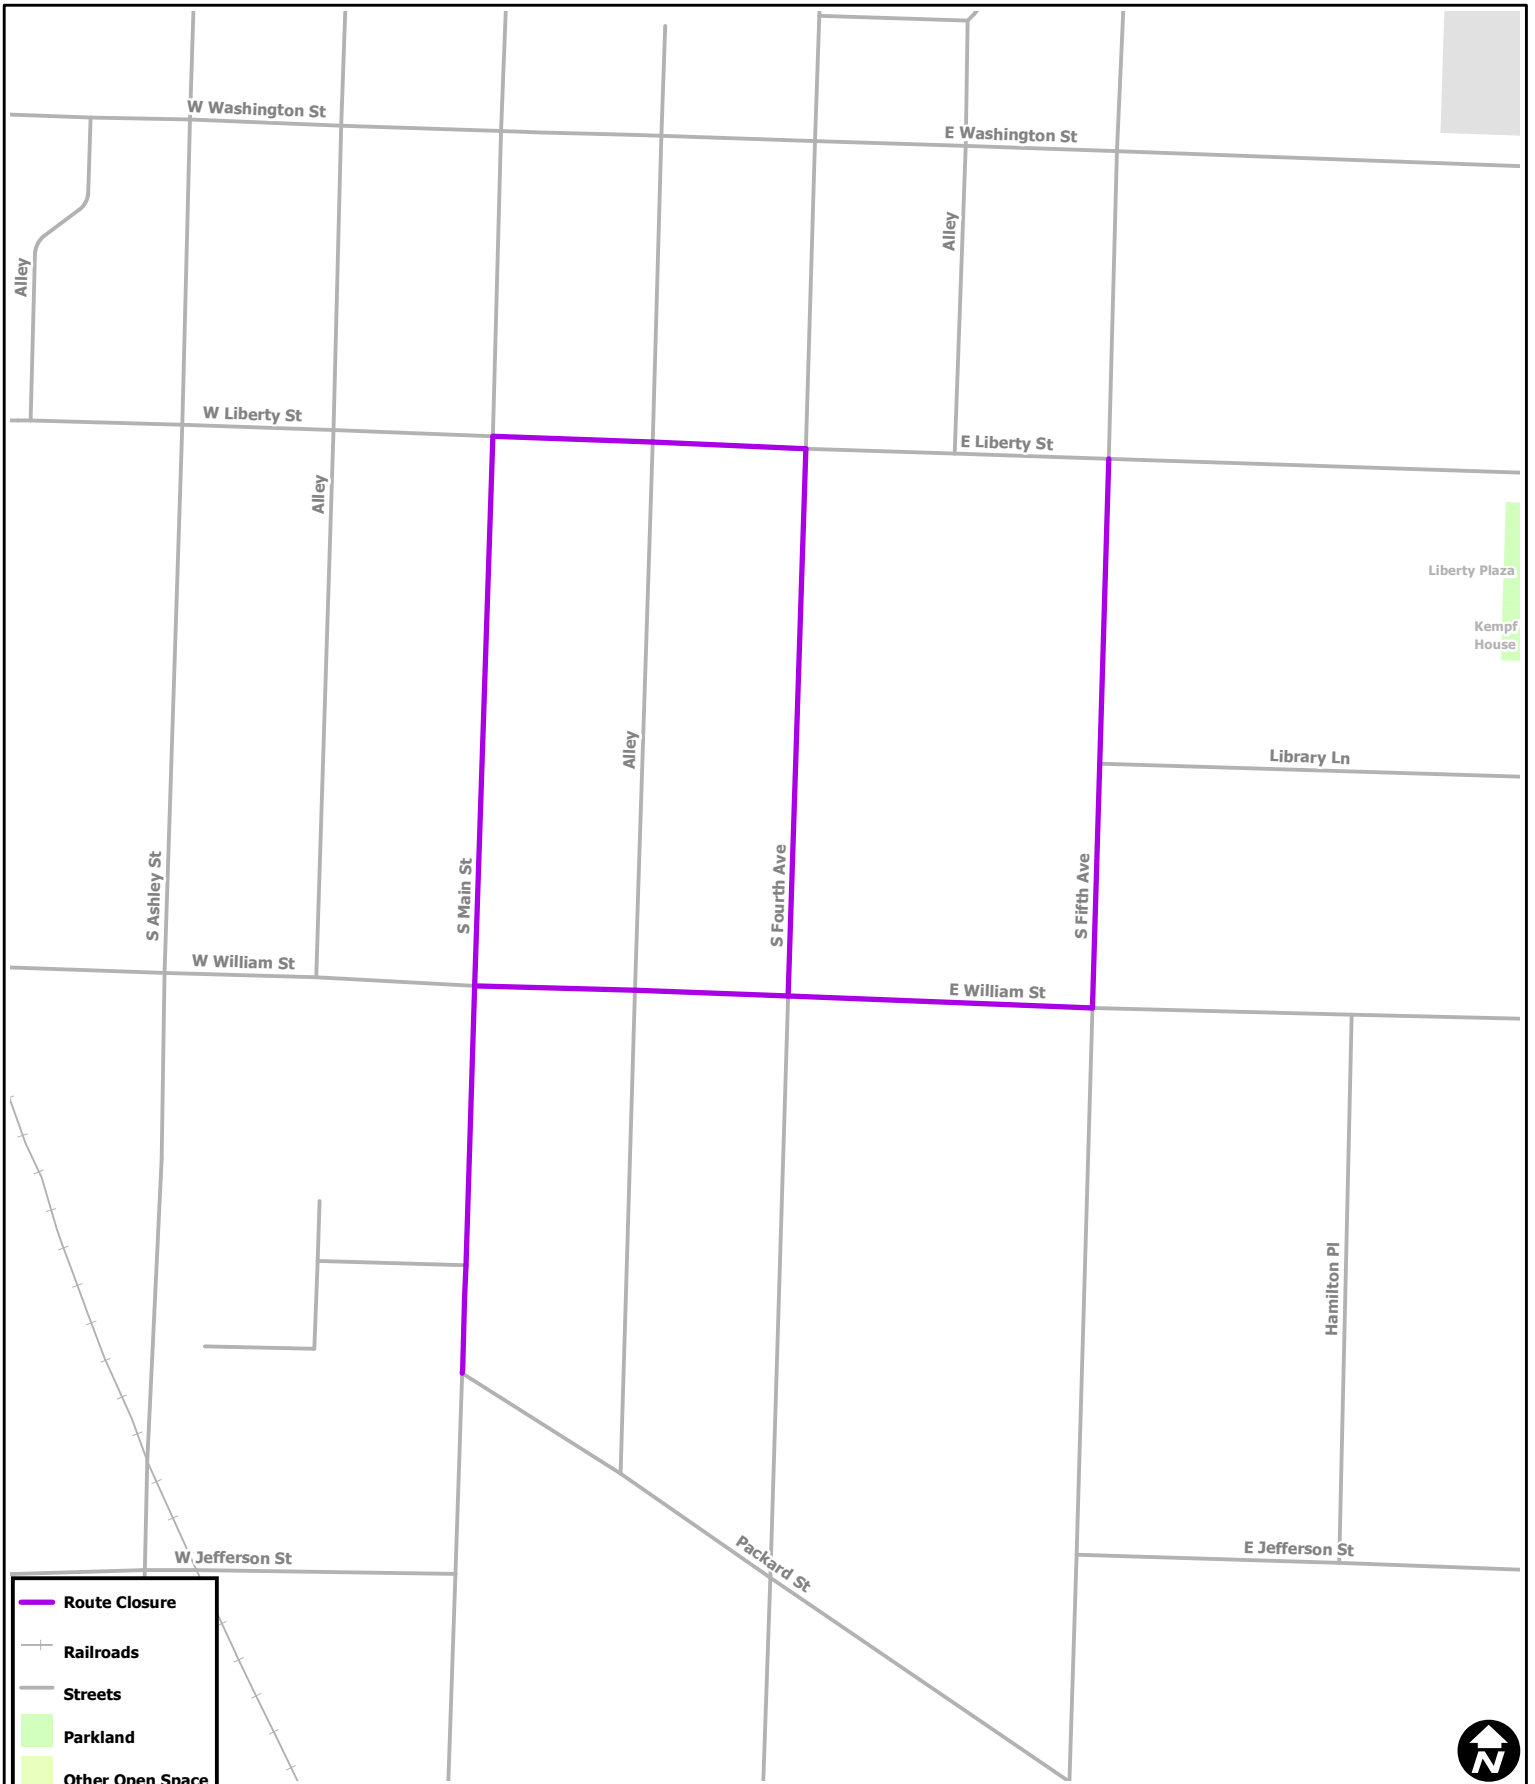 W Washington St
E Washington St
Alley
Alley
W Liberty St
E Liberty St
Alley
Liberty Plaza
Kempf
House
Alley
Library Ln
S Ashley St
S Main St
S Fourth Ave
S Fifth Ave
W William St
E William St
Hamilton Pl
W Jefferson St
Packard St
E Jefferson St
Route Closure
Railroads
Streets
Parkland
Other Open Space
N